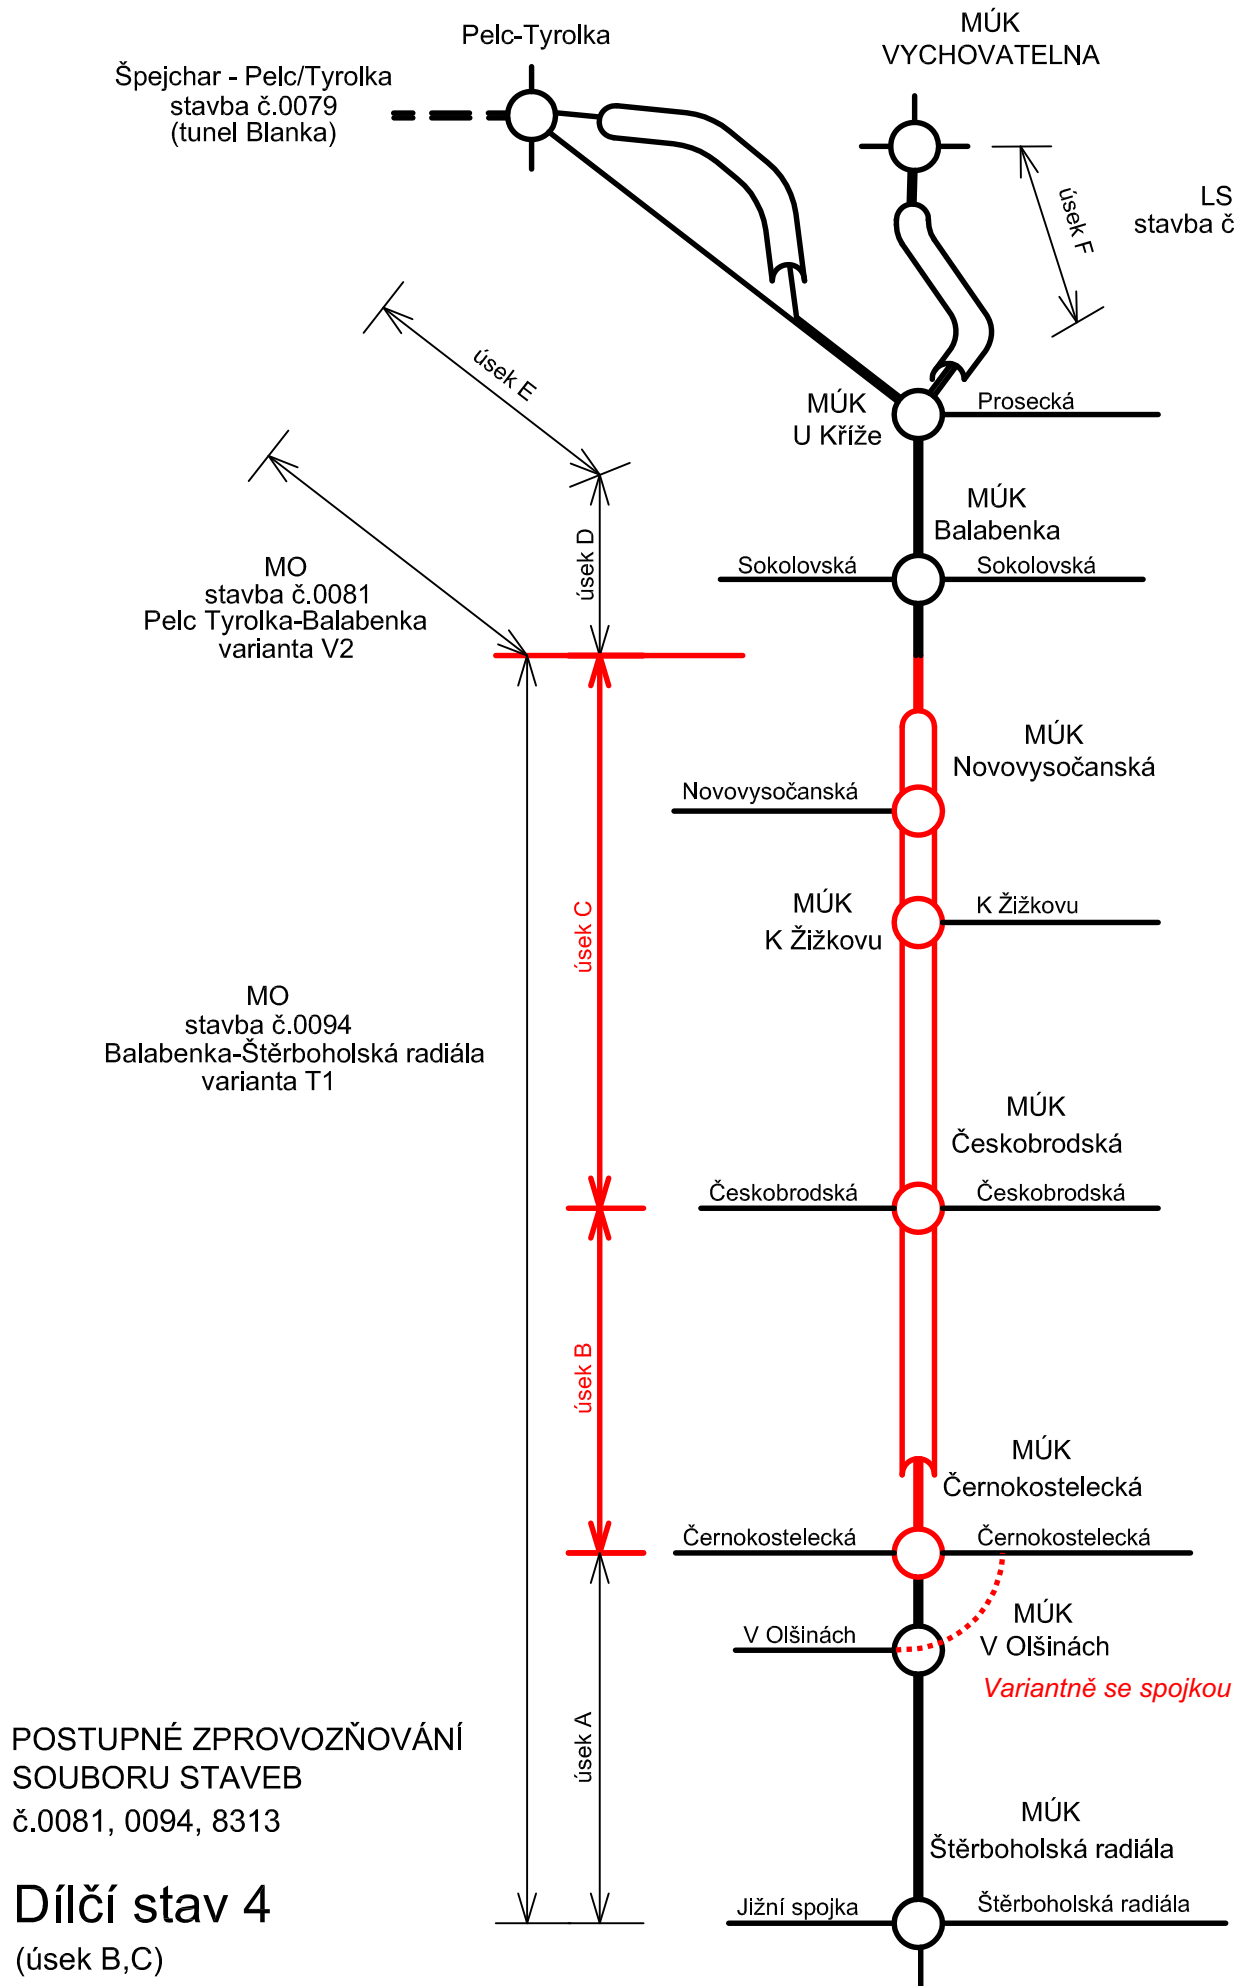 Pelc-Tyrolka
MÚK
VYCHOVATELNA
Špejchar - Pelc/Tyrolka
stavba č.0079
(tunel Blanka)
úsek F
LS
stavba č
úsek E
MÚK
U Kříže
Prosecká
MÚK
Balabenka
úsek D
Sokolovská
Sokolovská
MO
stavba č.0081
Pelc Tyrolka-Balabenka
varianta V2
MÚK
Novovysočanská
Novovysočanská
MÚK
K Žižkovu
K Žižkovu
úsek C
MO
stavba č.0094
Balabenka-Štěrboholská radiála
varianta T1
MÚK
Českobrodská
Českobrodská
Českobrodská
úsek B
MÚK
Černokostelecká
Černokostelecká
Černokostelecká
V Olšinách
MÚK
V Olšinách
Variantně se spojkou
úsek A
POSTUPNÉ ZPROVOZŇOVÁNÍ
SOUBORU STAVEB
č.0081, 0094, 8313
MÚK
Štěrboholská radiála
Dílčí stav 4
(úsek B,C)
Jižní spojka
Štěrboholská radiála